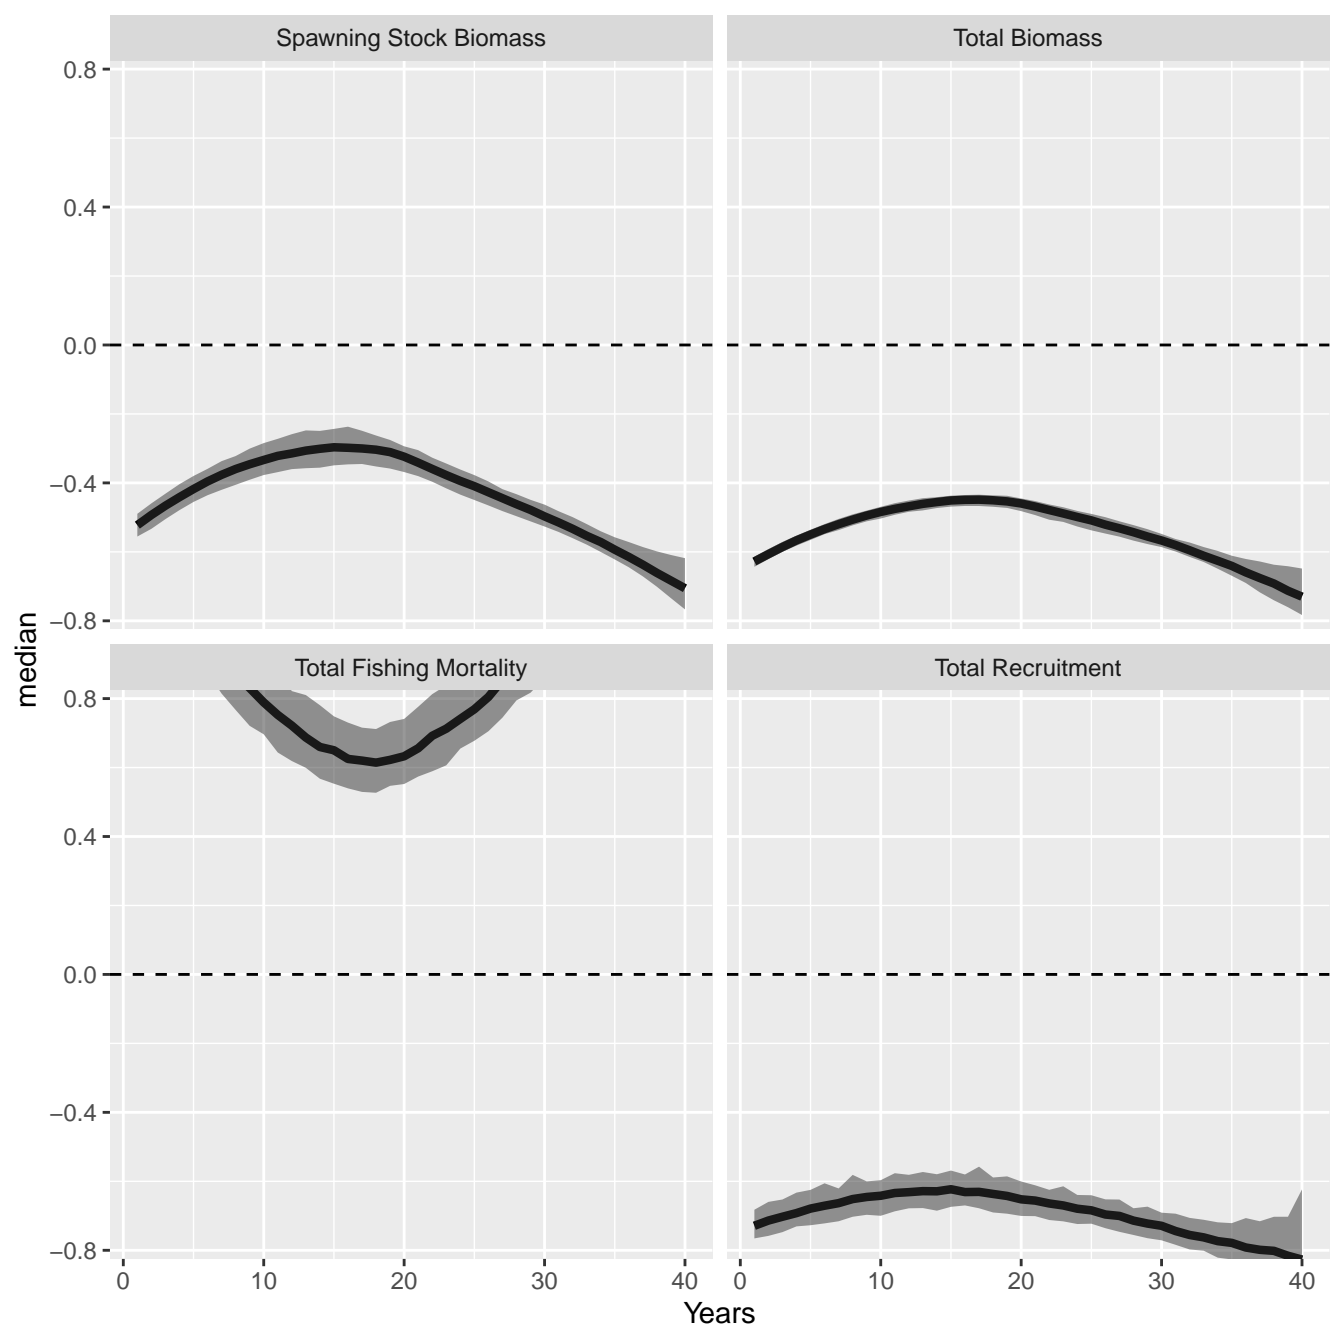 Spawning Stock Biomass
Total Biomass
0.8
0.4
0.0
−0.4
−0.8
median
Total Fishing Mortality
Total Recruitment
0.8
0.4
0.0
−0.4
−0.8
0 10 20 30 40
0 10 20 30 40
Years